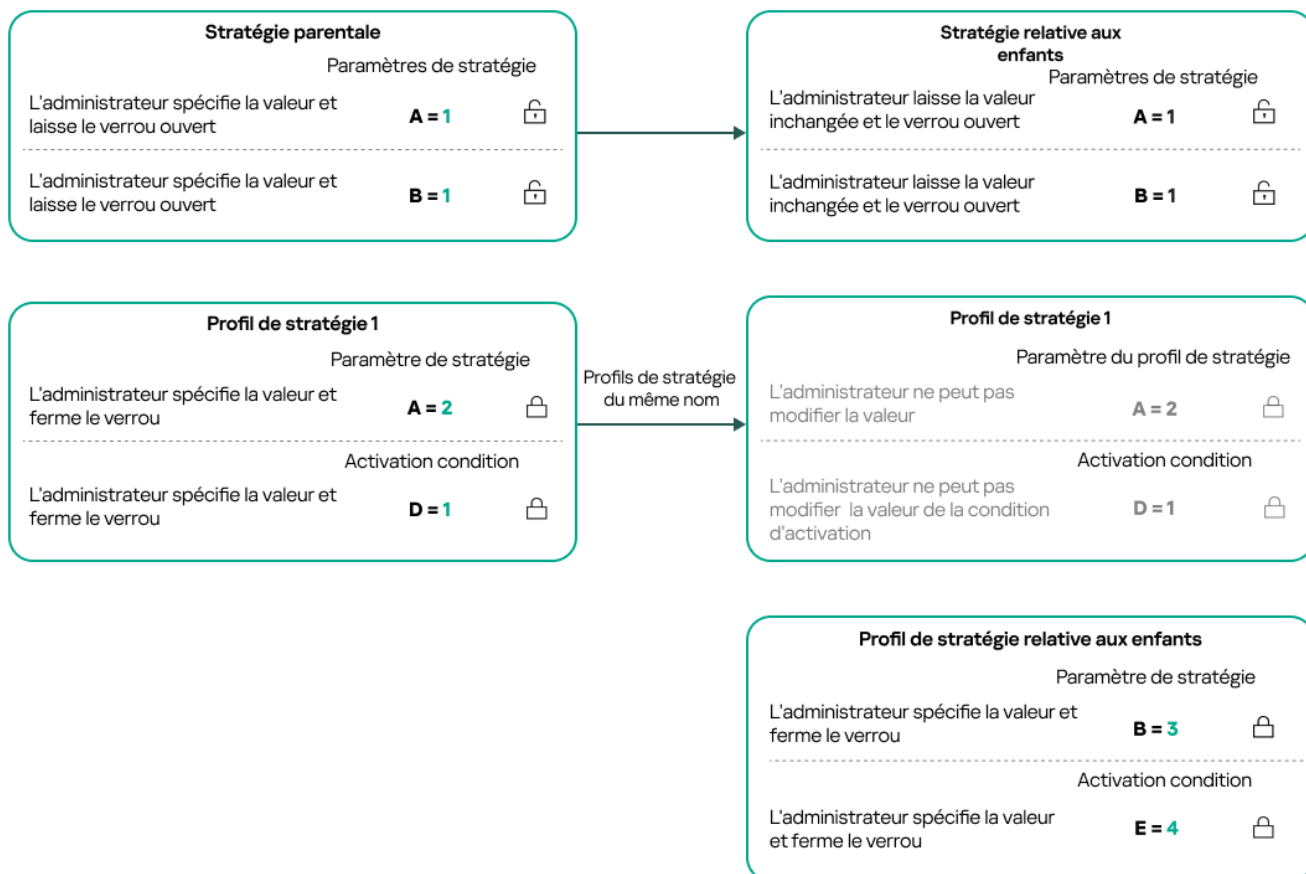 Stratégie parentale
Paramètres de stratégie
L'administrateur spécifie la valeur et
laisse le verrou ouvert
A = 1
L'administrateur spécifie la valeur et
laisse le verrou ouvert
B = 1
Stratégie relative aux
enfants
Paramètres de stratégie
L'administrateur laisse la valeur
inchangée et le verrou ouvert
A = 1
L'administrateur laisse la valeur
inchangée et le verrou ouvert
B = 1
Profil de stratégie 1
Paramètre de stratégie
L'administrateur spécifie la valeur et
ferme le verrou
A = 2
Activation condition
L'administrateur spécifie la valeur et
ferme le verrou
D = 1
Profils de stratégie
du même nom
Profil de stratégie 1
Paramètre du profil de stratégie
L'administrateur ne peut pas
modifier la valeur
A = 2
Activation condition
L'administrateur ne peut pas
modifier la valeur de la condition
d'activation
D = 1
Profil de stratégie relative aux enfants
Paramètre de stratégie
L'administrateur spécifie la valeur et
ferme le verrou
B = 3
Activation condition
L'administrateur spécifie la valeur
et ferme le verrou
E = 4